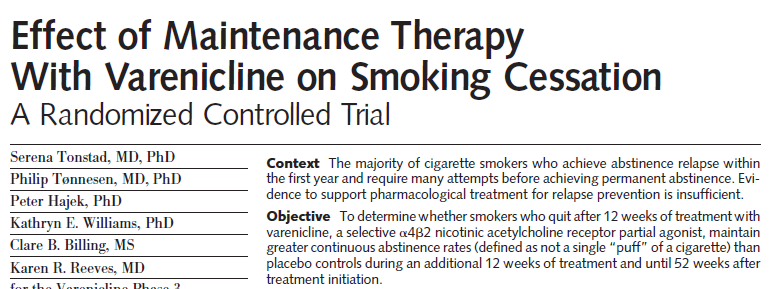 Effect of Maintenance Therapy
With Varenicline on Smoking Cessation
A Randomized Controlled Trial
Serena Tonstad, MD, PhD
Philip Tønnesen, MD, PhD
Peter Hajek, PhD
Kathryn E. Williams, PhD
Clare B. Billing, MS
Karen R. Reeves, MD
for the Varenicline Phase 3
Context The majority of cigarette smokers who achieve abstinence relapse within
the first year and require many attempts before achieving permanent abstinence. Evi-
dence to support pharmacological treatment for relapse prevention is insufficient.
Objective To determine whether smokers who quit after 12 weeks of treatment with
varenicline, a selective α4β2 nicotinic acetylcholine receptor partial agonist, maintain
greater continuous abstinence rates (defined as not a single “puff” of a cigarette) than
placebo controls during an additional 12 weeks of treatment and until 52 weeks after
treatment initiation.